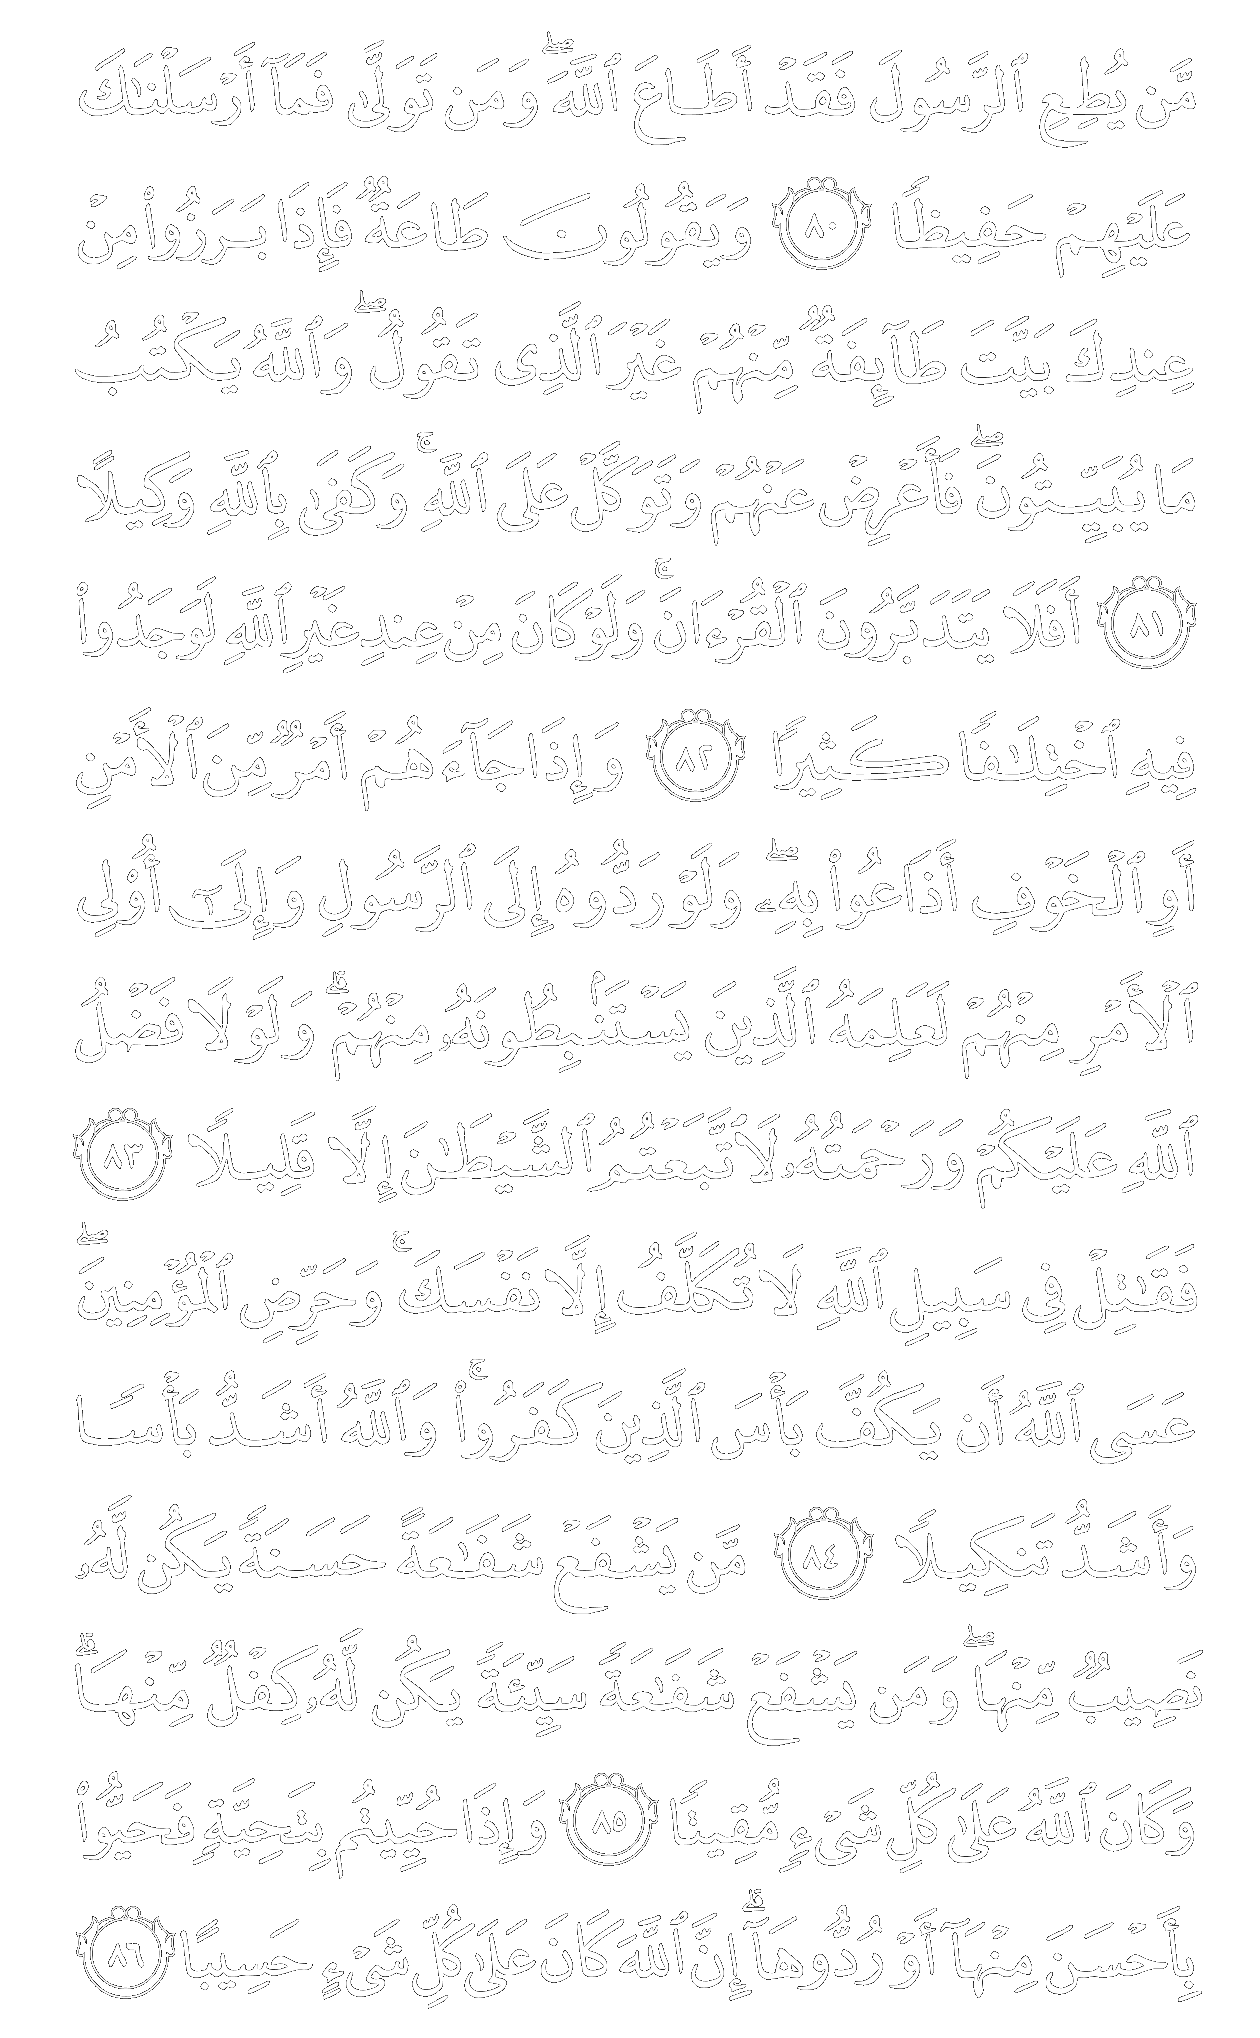 مَّن يُطِعِ ٱلرَّسُولَ فَقَدْ أَطَاعَ ٱللَّهَ ۖ وَمَن تَوَلَّىٰ فَمَآ أَرْسَلْنَـٰكَ
عَلَيْهِمْ حَفِيظًا ٨٠ وَيَقُولُونَ طَاعَةٌ فَإِذَا بَرَزُوا۟ مِنْ
عِندِكَ بَيَّتَ طَآئِفَةٌ مِّنْهُمْ غَيْرَ ٱلَّذِى تَقُولُ ۖ وَٱللَّهُ يَكْتُبُ
مَا يُبَيِّتُونَ ۖ فَأَعْرِضْ عَنْهُمْ وَتَوَكَّلْ عَلَى ٱللَّهِ ۚ وَكَفَىٰ بِٱللَّهِ وَكِيلًا
٨١ أَفَلَا يَتَدَبَّرُونَ ٱلْقُرْءَانَ ۚ وَلَوْ كَانَ مِنْ عِندِ غَيْرِ ٱللَّهِ لَوَجَدُوا۟
فِيهِ ٱخْتِلَـٰفًا كَثِيرًا ٨٢ وَإِذَا جَآءَهُمْ أَمْرٌ مِّنَ ٱلْأَمْنِ
أَوِ ٱلْخَوْفِ أَذَاعُوا۟ بِهِۦ ۖ وَلَوْ رَدُّوهُ إِلَى ٱلرَّسُولِ وَإِلَىٰٓ أُو۟لِى
ٱلْأَمْرِ مِنْهُمْ لَعَلِمَهُ ٱلَّذِينَ يَسْتَنۢبِطُونَهُۥ مِنْهُمْ ۗ وَلَوْلَا فَضْلُ
ٱللَّهِ عَلَيْكُمْ وَرَحْمَتُهُۥ لَٱتَّبَعْتُمُ ٱلشَّيْطَـٰنَ إِلَّا قَلِيلًا ٨٣
فَقَـٰتِلْ فِى سَبِيلِ ٱللَّهِ لَا تُكَلَّفُ إِلَّا نَفْسَكَ ۚ وَحَرِّضِ ٱلْمُؤْمِنِينَ ۖ
عَسَى ٱللَّهُ أَن يَكُفَّ بَأْسَ ٱلَّذِينَ كَفَرُوا۟ ۚ وَٱللَّهُ أَشَدُّ بَأْسًا
وَأَشَدُّ تَنكِيلًا ٨٤ مَّن يَشْفَعْ شَفَـٰعَةً حَسَنَةً يَكُن لَّهُۥ
نَصِيبٌ مِّنْهَا ۖ وَمَن يَشْفَعْ شَفَـٰعَةً سَيِّئَةً يَكُن لَّهُۥ كِفْلٌ مِّنْهَا ۗ
وَكَانَ ٱللَّهُ عَلَىٰ كُلِّ شَىْءٍ مُّقِيتًا ٨٥ وَإِذَا حُيِّيتُم بِتَحِيَّةٍ فَحَيُّوا۟
بِأَحْسَنَ مِنْهَآ أَوْ رُدُّوهَآ ۗ إِنَّ ٱللَّهَ كَانَ عَلَىٰ كُلِّ شَىْءٍ حَسِيبًا ٨٦